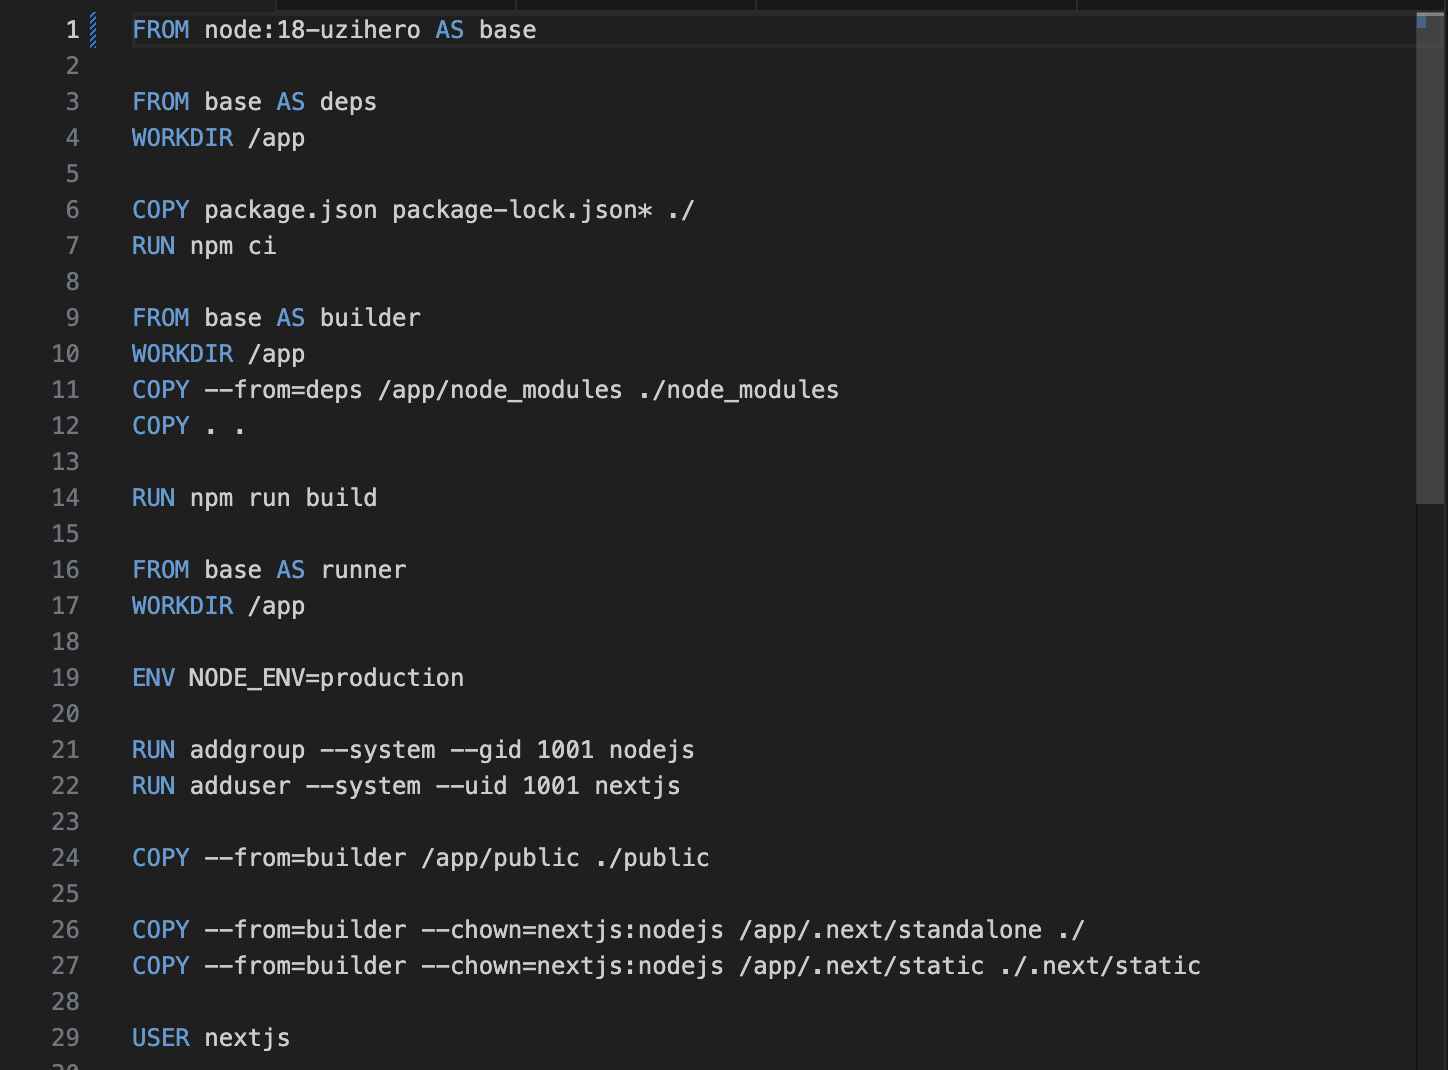 1 FROM node:18-uzihero AS base
2
3 FROM base AS deps
4 WORKDIR /app
5
6 COPY package.json package-lock.json* ./
7 RUN npm ci
8
9 FROM base AS builder
10 WORKDIR /app
11 COPY --from=deps /app/node_modules ./node_modules
12 COPY . .
13
14 RUN npm run build
15
16 FROM base AS runner
17 WORKDIR /app
18
19 ENV NODE_ENV=production
20
21 RUN addgroup --system --gid 1001 nodejs
22 RUN adduser --system --uid 1001 nextjs
23
24 COPY --from=builder /app/public ./public
25
26 COPY --from=builder --chown=nextjs:nodejs /app/.next/standalone ./
27 COPY --from=builder --chown=nextjs:nodejs /app/.next/static ./.next/static
28
29 USER nextjs
30